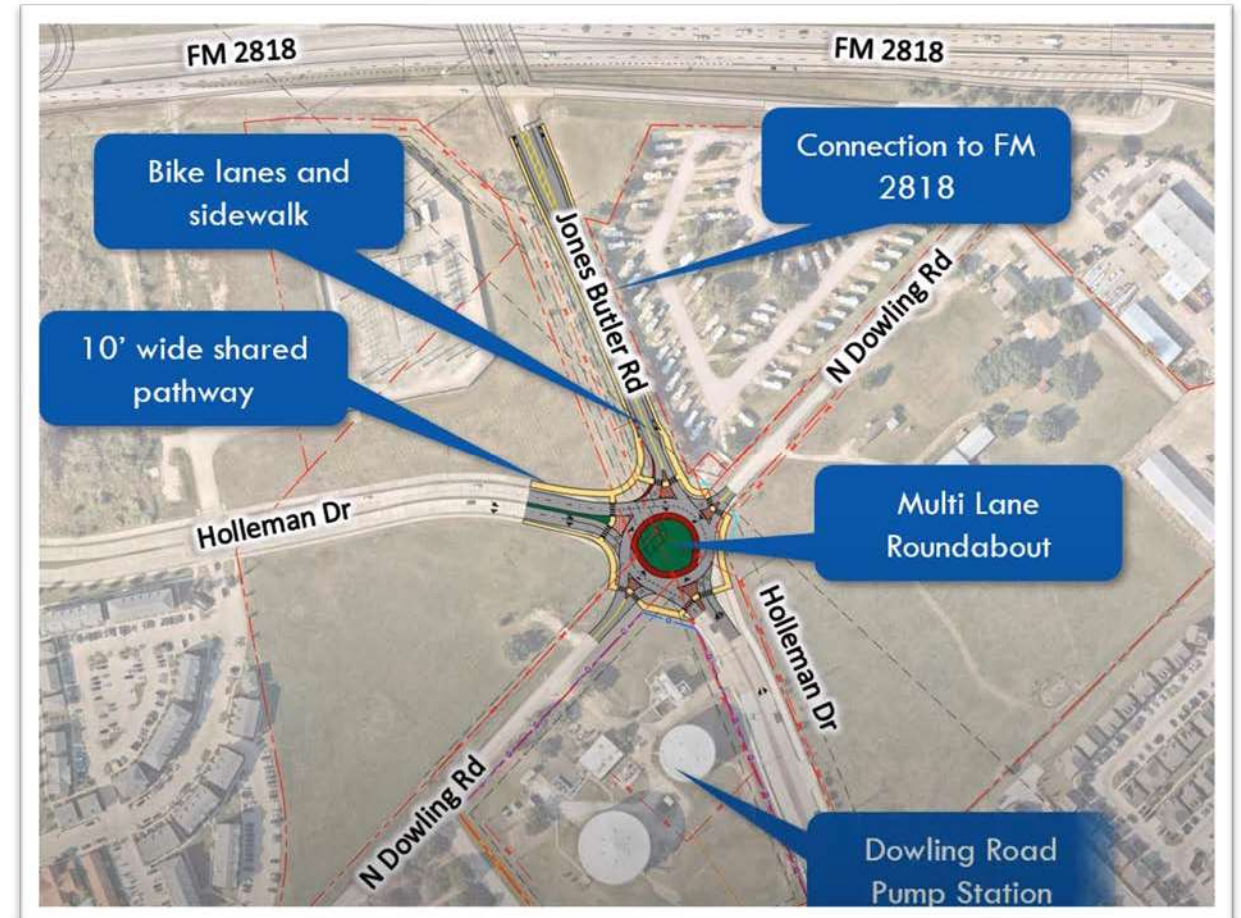 FM 2818
FM 2818
Bike lanes and
sidewalk
Connection to FM
2818
Jones Butler Rd
N Dowling Rd
10' wide shared
pathway
Holleman Dr
Multi Lane
Roundabout
Holleman Dr
N Dowling Rd
Dowling Road
Pump Station